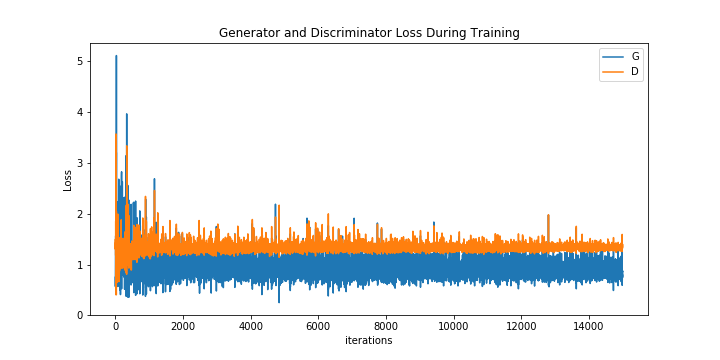 Generator and Discriminator Loss During Training
G
D
5
4
3
2
1
0
Loss
0 2000 4000 6000 8000 10000 12000 14000
iterations